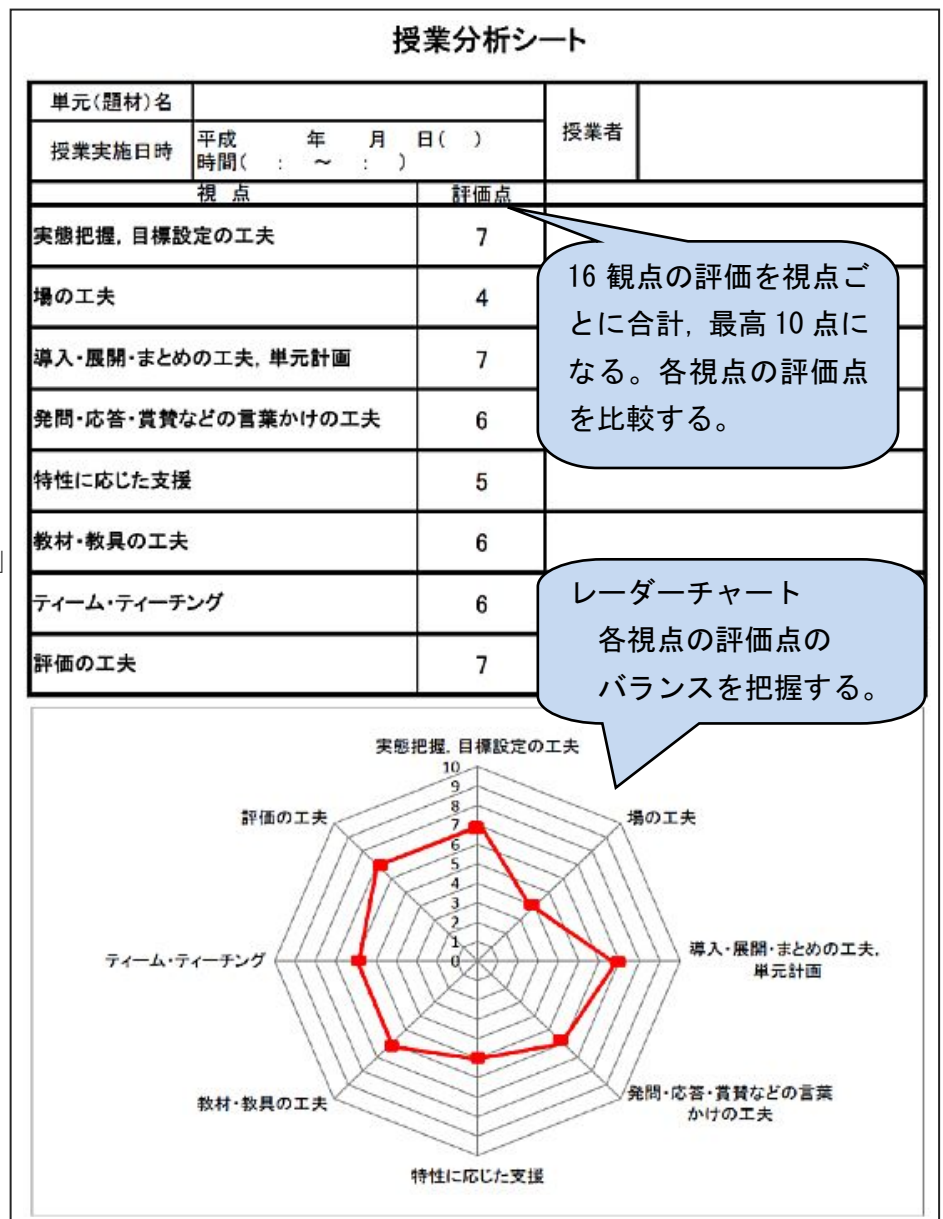 授業分析シート
単元(題材)名
授業実施日時
平成　　　年　　月　　日(　)
時間(　:　～　:　)
授業者
視 点
評価点
実態把握，目標設定の工夫
7
場の工夫
4
導入・展開・まとめの工夫，単元計画
7
発問・応答・賞賛などの言葉かけの工夫
6
特性に応じた支援
5
教材・教具の工夫
6
ティーム・ティーチング
6
評価の工夫
7
16 観点の評価を視点ご
とに合計，最高 10 点に
なる。各視点の評価点
を比較する。
レーダーチャート
各視点の評価点の
バランスを把握する。
実態把握，目標設定の工夫
10
9
8
7
6
5
4
3
2
1
0
場の工夫
導入・展開・まとめの工夫，
単元計画
発問・応答・賞賛などの言葉
かけの工夫
特性に応じた支援
教材・教具の工夫
ティーム・ティーチング
評価の工夫